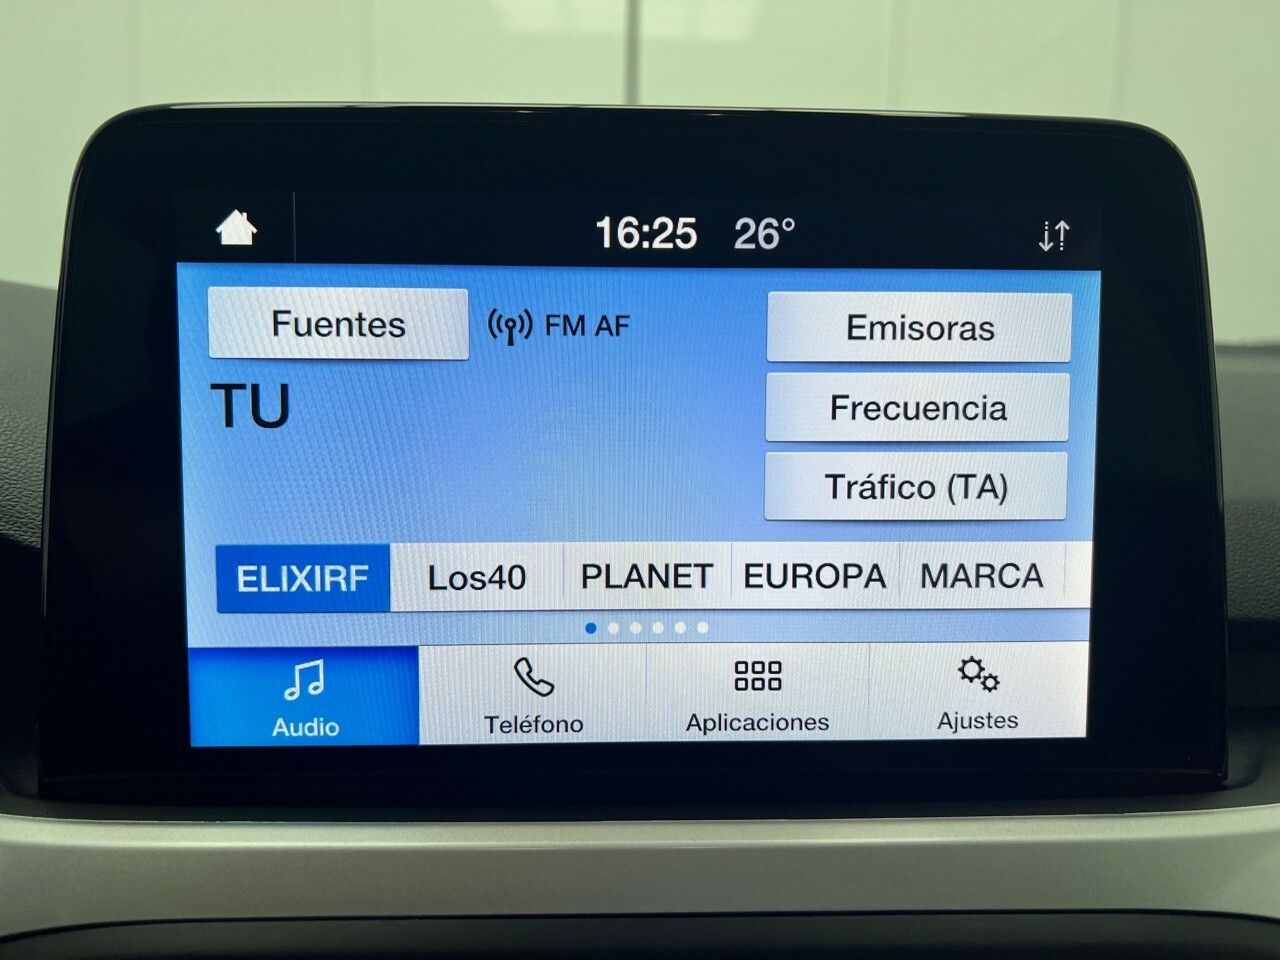 16:25 26°
Fuentes
FM AF
Emisoras
TU
Frecuencia
Tráfico (TA)
ELIXIRF
Los40
PLANET
EUROPA
MARCA
Audio
Teléfono
Aplicaciones
Ajustes